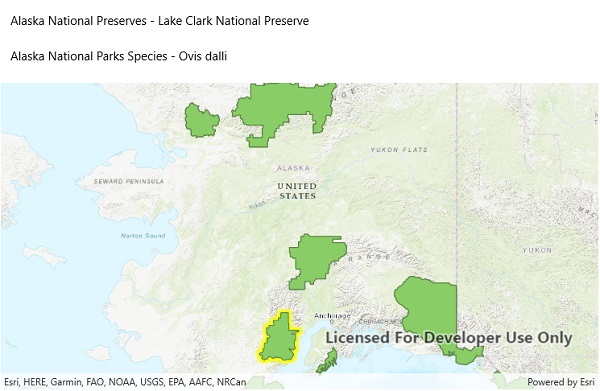 Alaska National Preserves - Lake Clark National Preserve
Alaska National Parks Species - Ovis dalli
YUKON FLATS
ALASKA
SEWARD PENINSULA
UNITED
STATES
Yukon
Norton Sound
YUKON
RANGE
Anchorage
CHUGACH M
Licensed For Developer Use Only
Esri, HERE, Garmin, FAO, NOAA, USGS, EPA, AAFC, NRCan
Powered by Esri